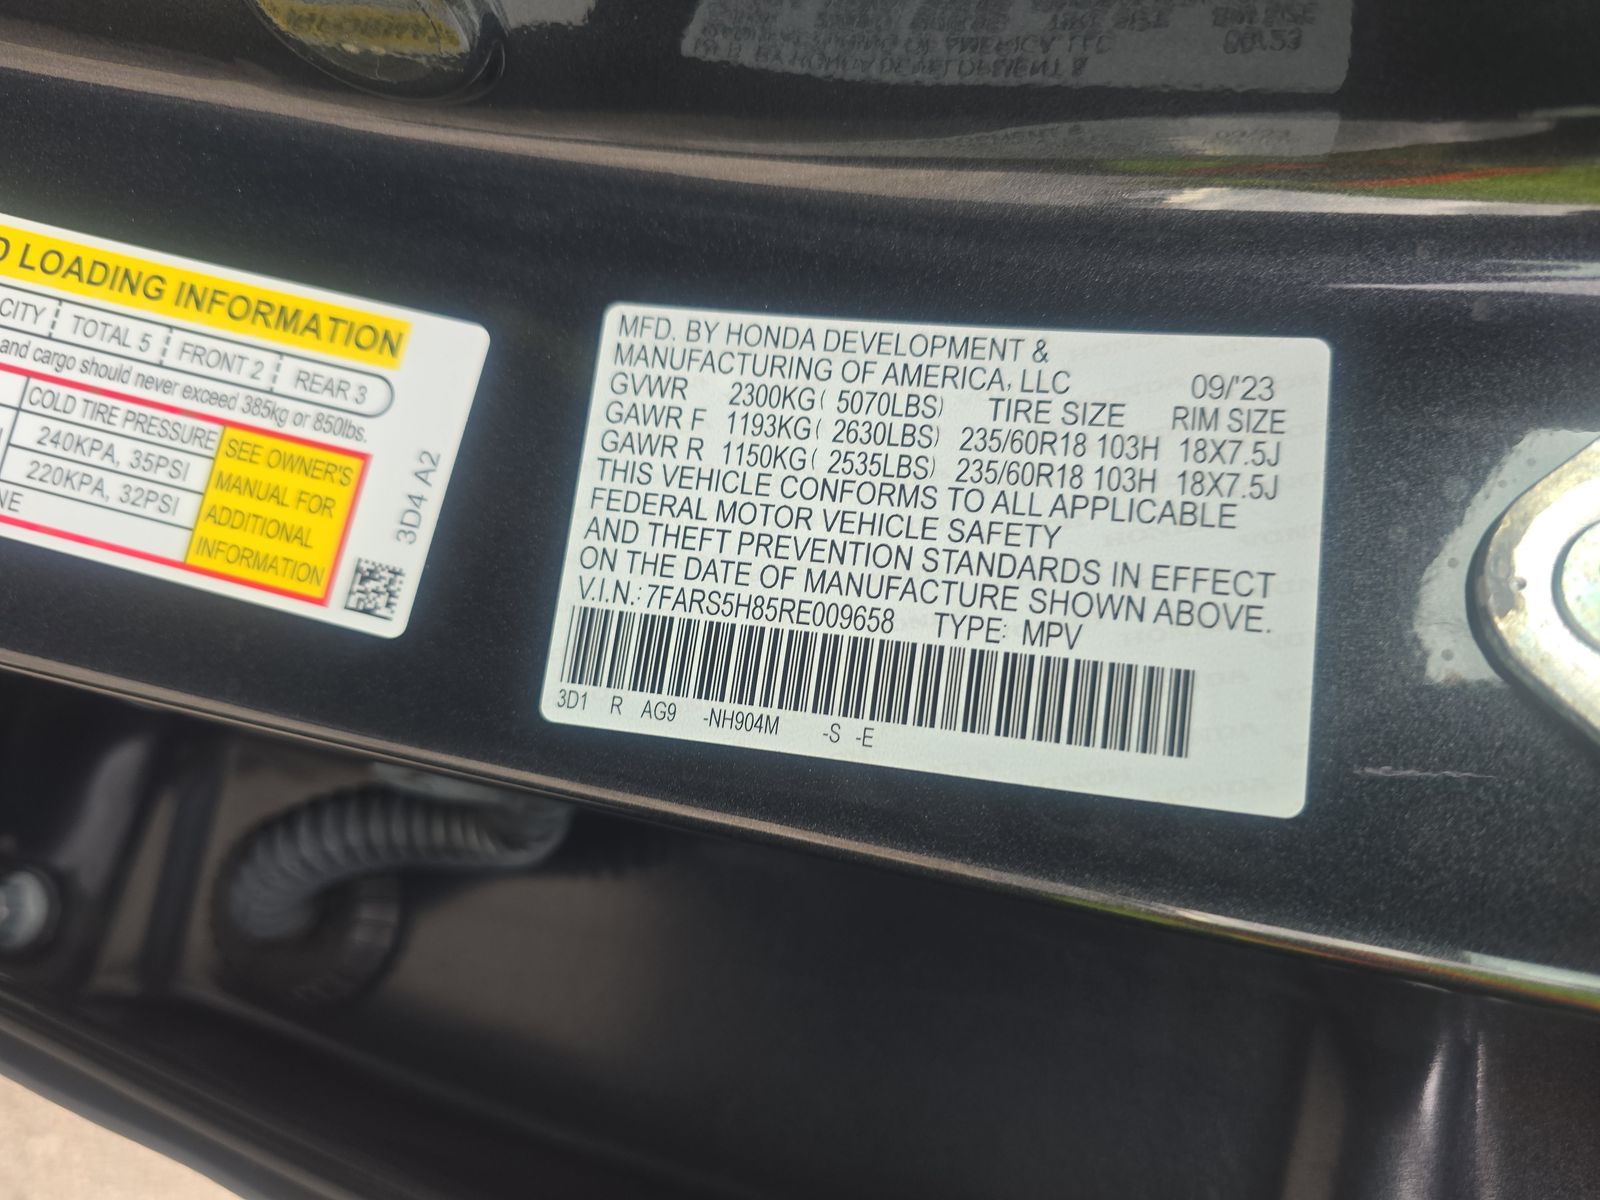 D LOADING INFORMATION
CITY TOTAL 5 FRONT 2 REAR 3
and cargo should never exceed 385kg or 850lbs.
COLD TIRE PRESSURE
240KPA, 35PSI
220KPA, 32PSI
NE
SEE OWNER'S
MANUAL FOR
ADDITIONAL
INFORMATION
3D4 A2
MFD. BY HONDA DEVELOPMENT &
MANUFACTURING OF AMERICA, LLC 09/'23
GVWR 2300KG( 5070LBS) TIRE SIZE RIM SIZE
GAWR F 1193KG( 2630LBS) 235/60R18 103H 18X7.5J
GAWR R 1150KG( 2535LBS) 235/60R18 103H 18X7.5J
THIS VEHICLE CONFORMS TO ALL APPLICABLE
FEDERAL MOTOR VEHICLE SAFETY
AND THEFT PREVENTION STANDARDS IN EFFECT
ON THE DATE OF MANUFACTURE SHOWN ABOVE.
V.I.N.: 7FARS5H85RE009658 TYPE: MPV
3D1 R AG9 -NH904M -S -E